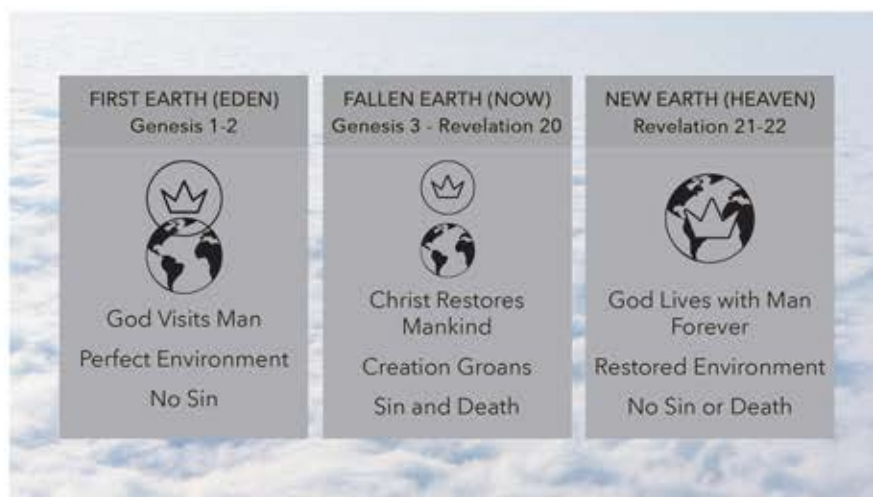 FIRST EARTH (EDEN)
Genesis 1-2
God Visits Man
Perfect Environment
No Sin
FALLEN EARTH (NOW)
Genesis 3 - Revelation 20
Christ Restores
Mankind
Creation Groans
Sin and Death
NEW EARTH (HEAVEN)
Revelation 21-22
God Lives with Man
Forever
Restored Environment
No Sin or Death